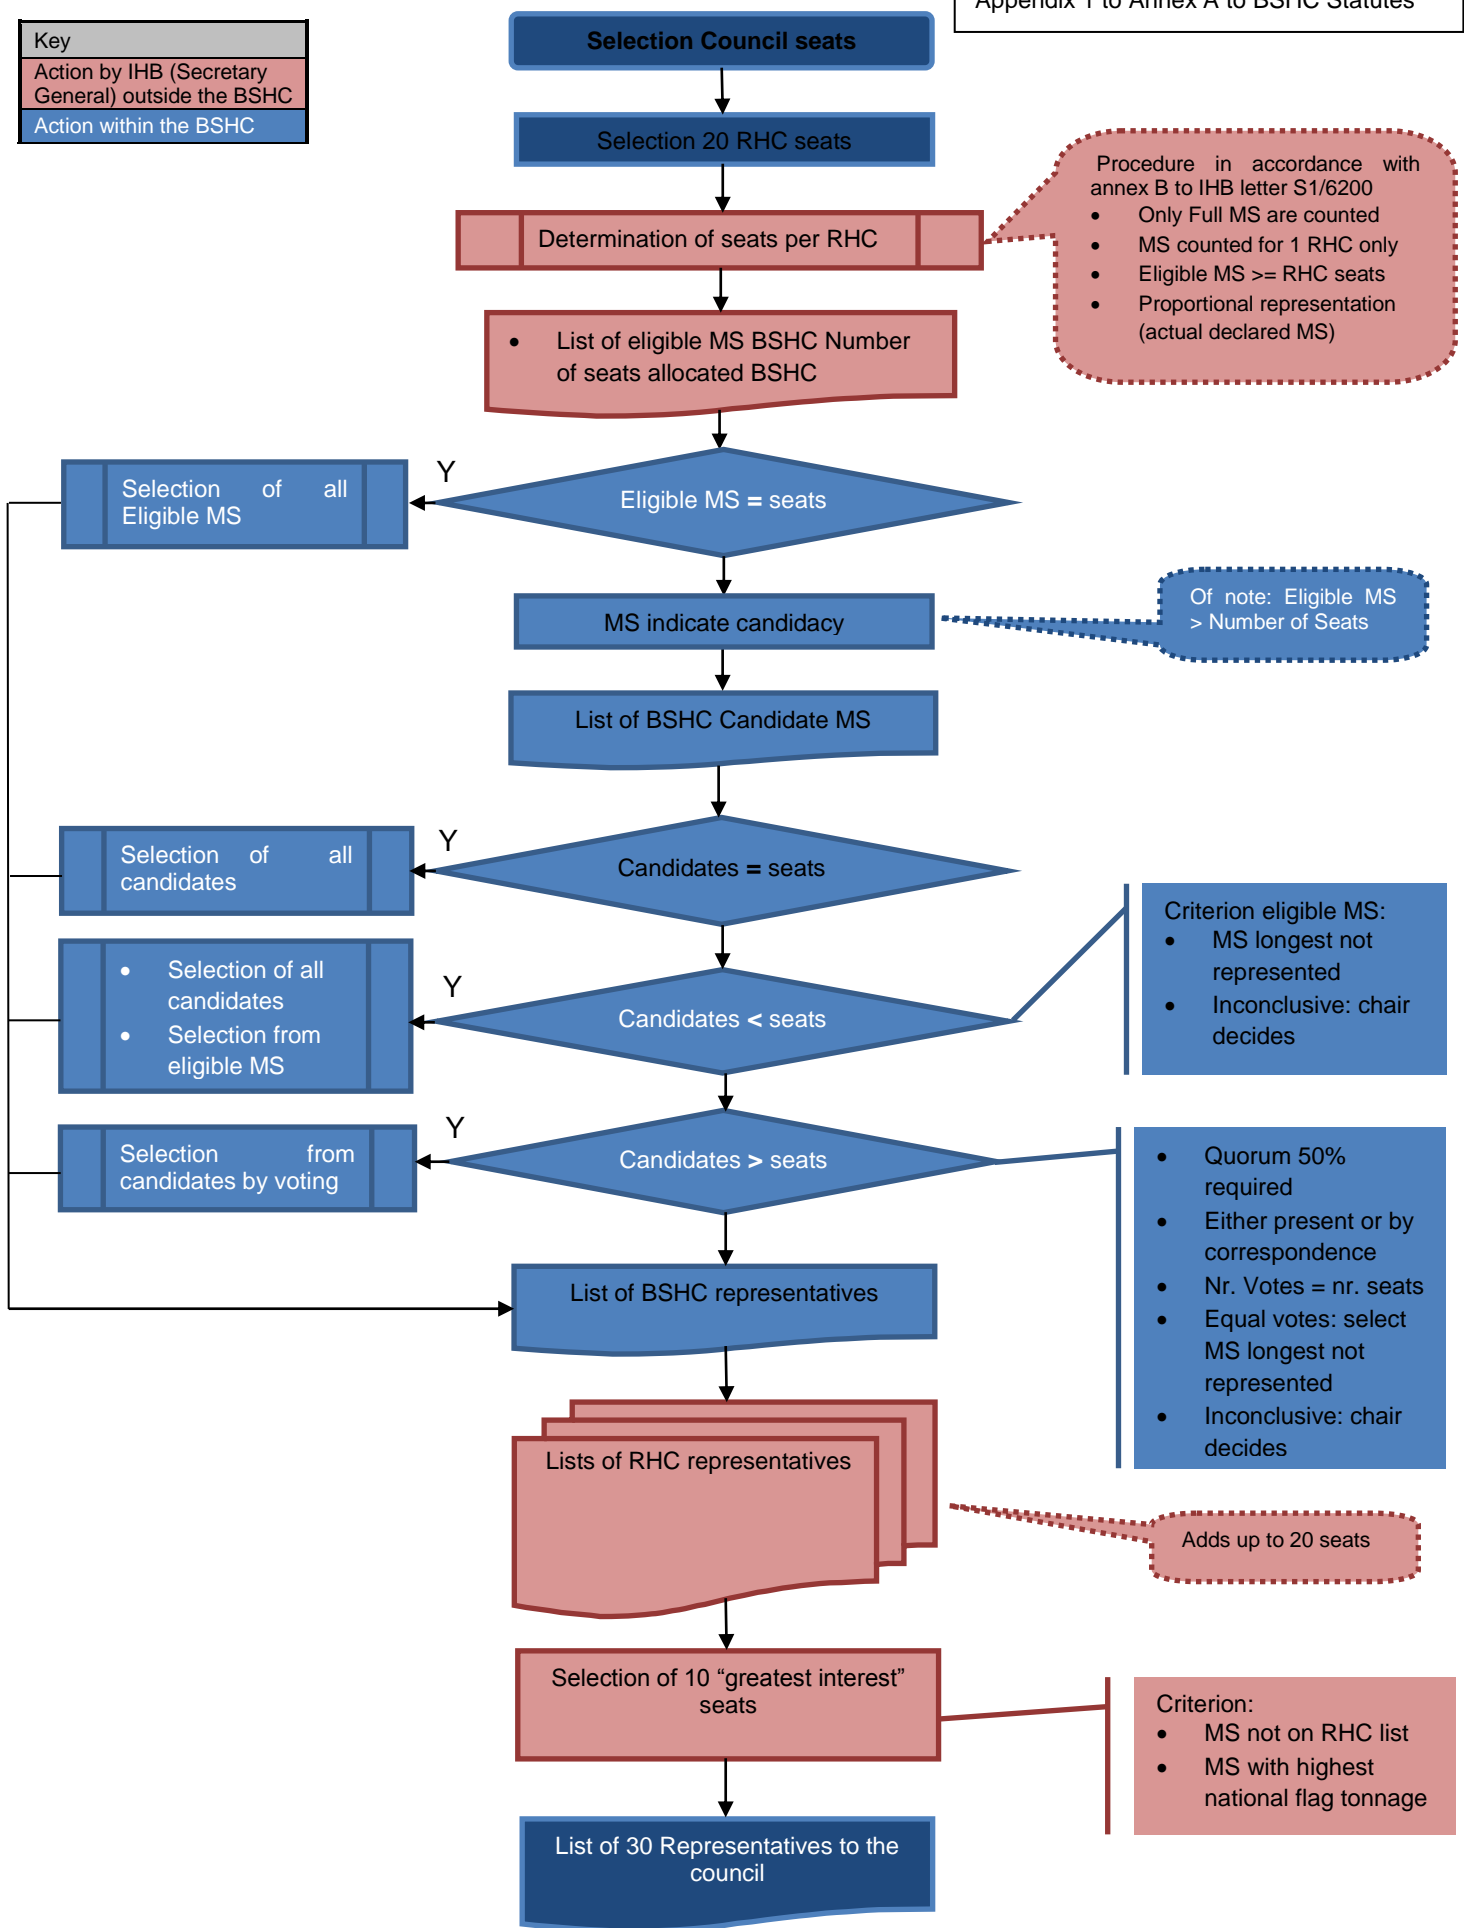 Appendix 1 to Annex A to BSHC Statutes
Key
Action by IHB (Secretary
General) outside the BSHC
Action within the BSHC
Selection Council seats
Selection 20 RHC seats
Determination of seats per RHC
Procedure in accordance with
annex B to IHB letter S1/6200
• Only Full MS are counted
• MS counted for 1 RHC only
• Eligible MS >= RHC seats
• Proportional representation
(actual declared MS)
• List of eligible MS BSHC Number
of seats allocated BSHC
Eligible MS = seats
Y
Selection of all
Eligible MS
MS indicate candidacy
Of note: Eligible MS
> Number of Seats
List of BSHC Candidate MS
Candidates = seats
Y
Selection of all
candidates
Candidates < seats
Y
• Selection of all
candidates
• Selection from
eligible MS
Criterion eligible MS:
• MS longest not
represented
• Inconclusive: chair
decides
Candidates > seats
Y
Selection from
candidates by voting
• Quorum 50%
required
• Either present or by
correspondence
• Nr. Votes = nr. seats
• Equal votes: select
MS longest not
represented
• Inconclusive: chair
decides
List of BSHC representatives
Lists of RHC representatives
Adds up to 20 seats
Selection of 10 “greatest interest”
seats
Criterion:
• MS not on RHC list
• MS with highest
national flag tonnage
List of 30 Representatives to the
council